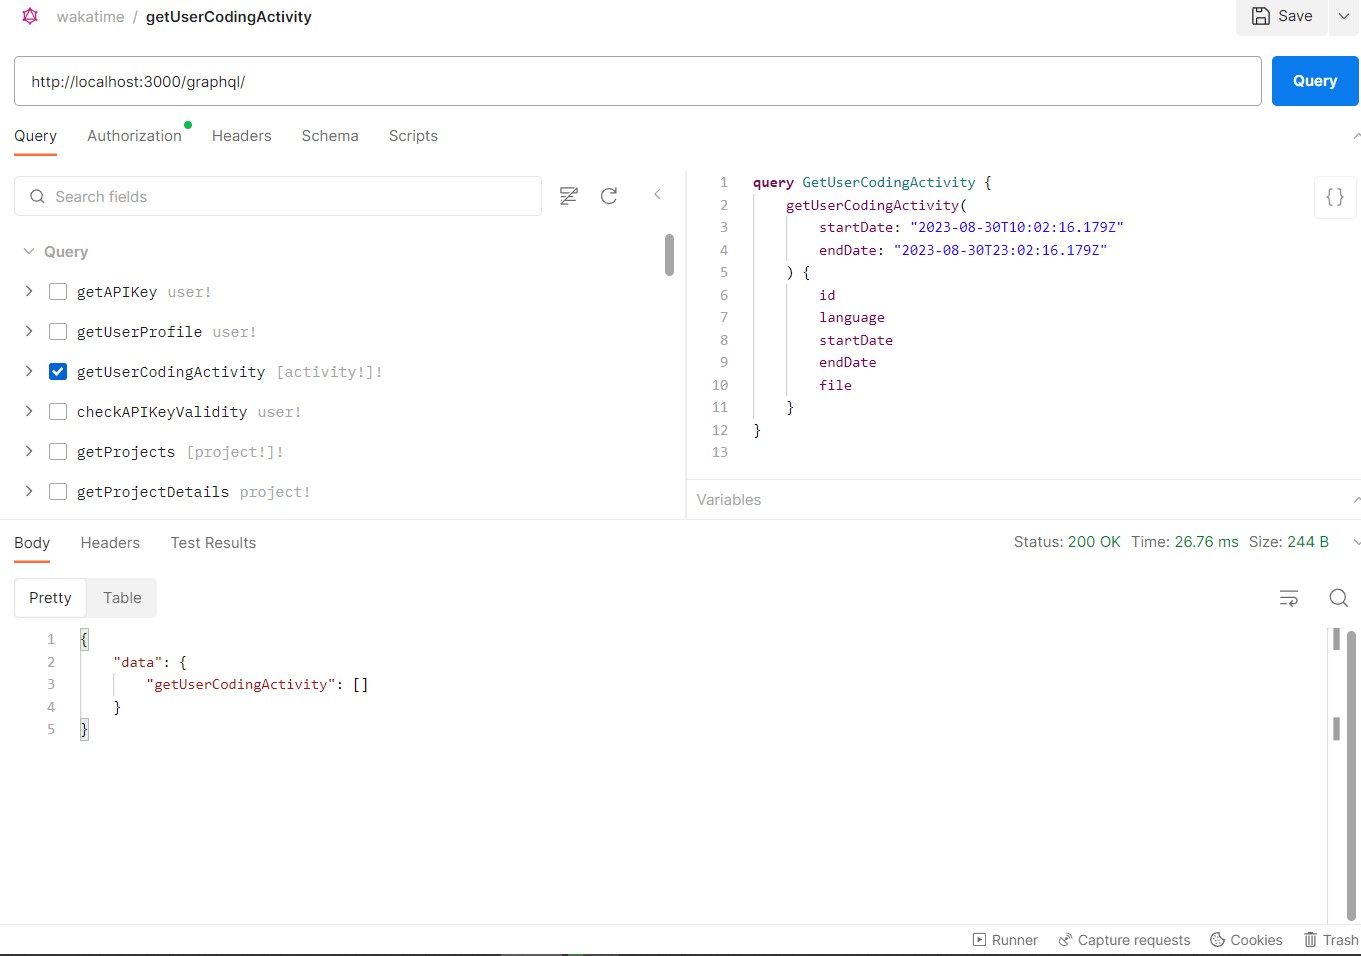 wakatime / getUserCodingActivity
Save
http://localhost:3000/graphql/
Query
Query Authorization Headers Schema Scripts
Search fields
Query
getAPIKey user!
getUserProfile user!
getUserCodingActivity [activity!]!
checkAPIKeyValidity user!
getProjects [project!]!
getProjectDetails project!
1 query GetUserCodingActivity {
2 getUserCodingActivity(
3 startDate: "2023-08-30T10:02:16.179Z"
4 endDate: "2023-08-30T23:02:16.179Z"
5 ) {
6 id
7 language
8 startDate
9 endDate
10 file
11 }
12 }
13
{}
Variables
Body Headers Test Results
Status: 200 OK Time: 26.76 ms Size: 244 B
Pretty Table
1 {
2 "data": {
3 "getUserCodingActivity": []
4 }
5 }
Runner Capture requests Cookies Trash